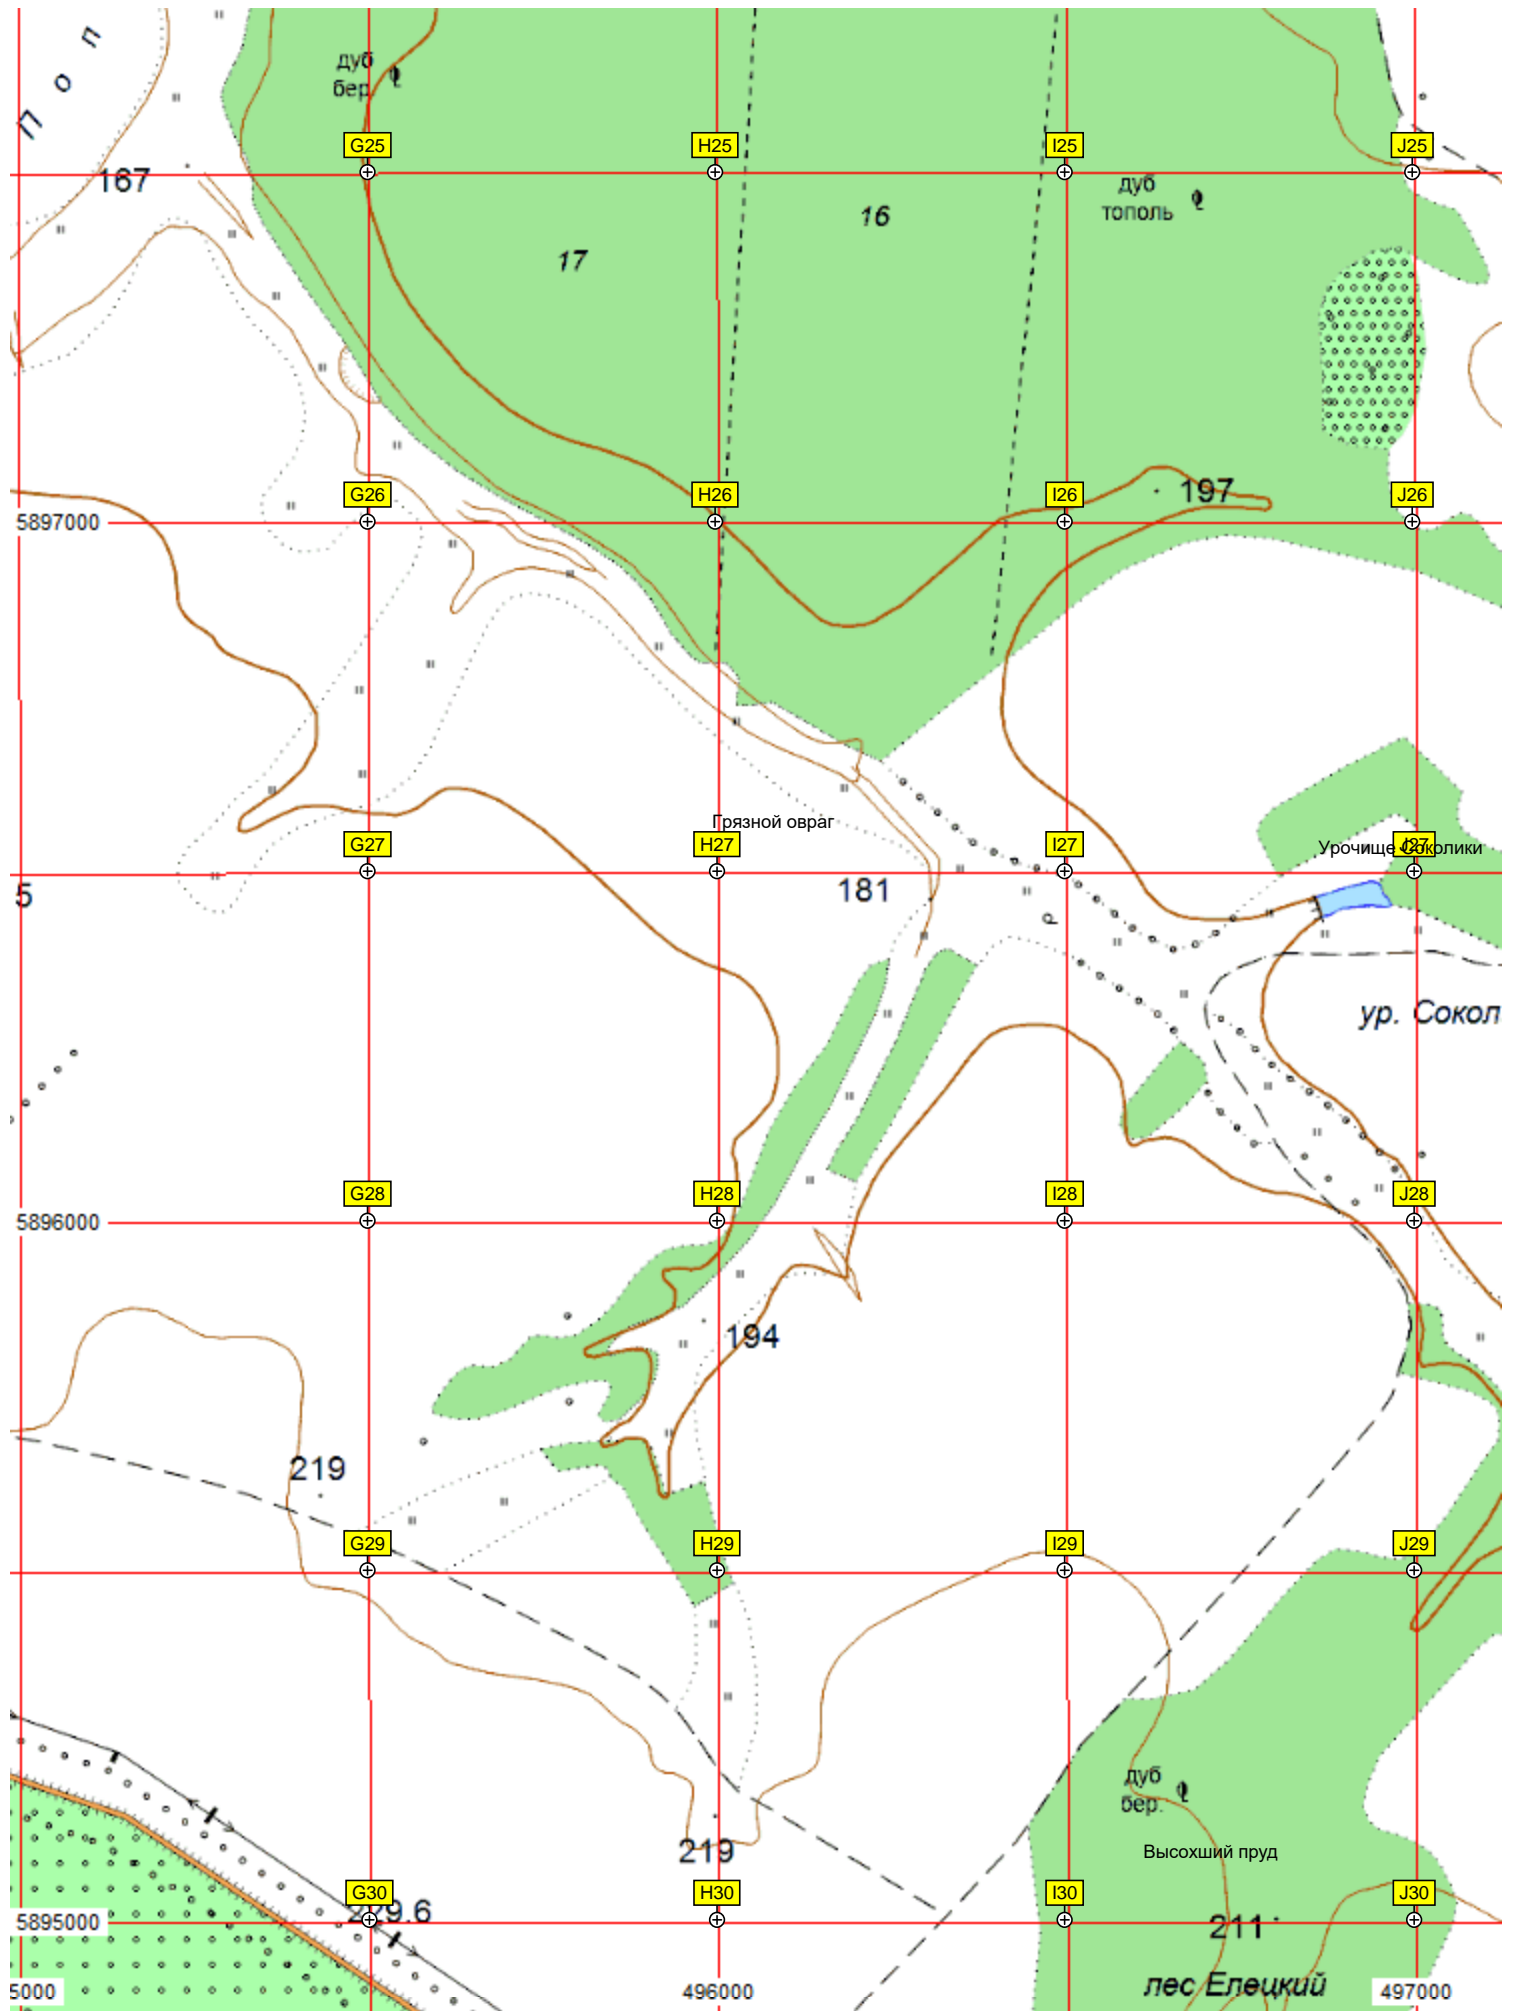 Поп
дуб
бер.
G25
H25
I25
J25
167
дуб
тополь
16
17
G26
H26
I26
J26
197
5897000
Грязной овраг
G27
H27
I27
J27
Урочище Соколики
5
181
р
ур. Сокол
G28
H28
I28
J28
5896000
194
219
G29
H29
I29
J29
дуб
бер.
219
Высохший пруд
G30
H30
I30
J30
229.6
5895000
211
лес Елецкий
5000
496000
497000